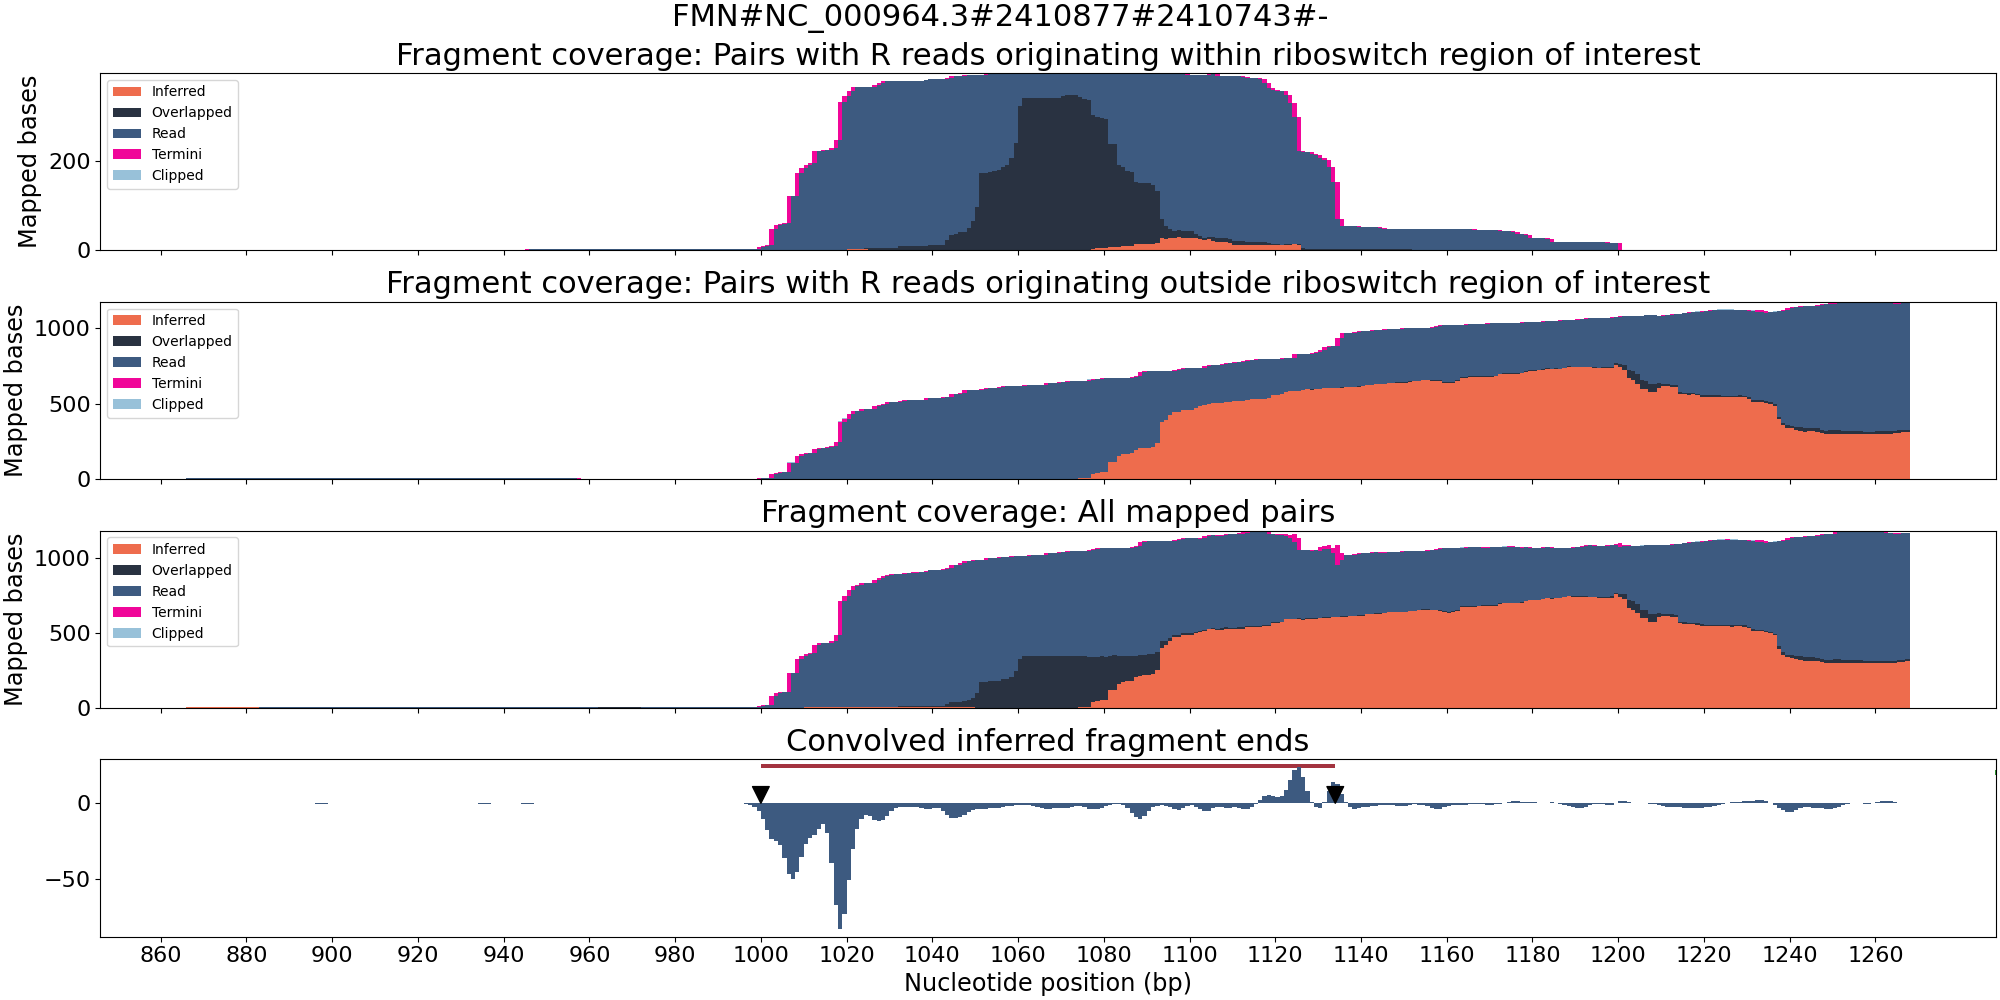 FMN#NC_000964.3#2410877#2410743#-
Fragment coverage: Pairs with R reads originating within riboswitch region of interest
Mapped bases
200
0
Inferred
Overlapped
Read
Termini
Clipped
Fragment coverage: Pairs with R reads originating outside riboswitch region of interest
Mapped bases
1000
500
0
Inferred
Overlapped
Read
Termini
Clipped
Fragment coverage: All mapped pairs
Mapped bases
1000
500
0
Inferred
Overlapped
Read
Termini
Clipped
Convolved inferred fragment ends
0
−50
860 880 900 920 940 960 980 1000 1020 1040 1060 1080 1100 1120 1140 1160 1180 1200 1220 1240 1260
Nucleotide position (bp)